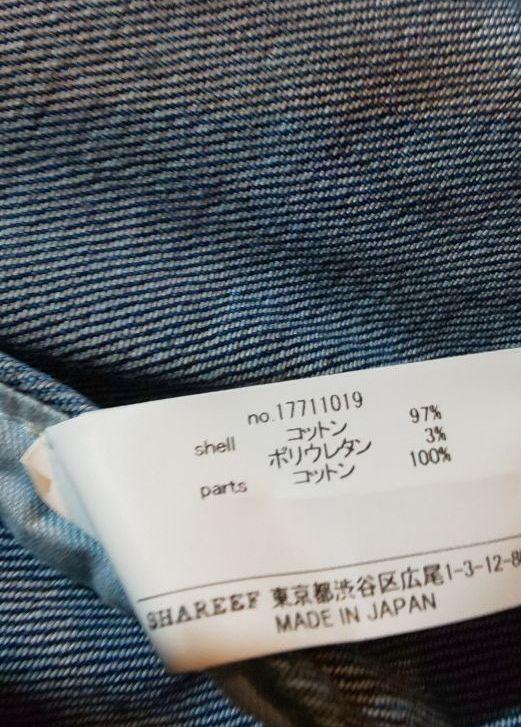 no.17711019
shell コットン 97%
ポリウレタン 3%
parts コットン 100%
SHAREEF 東京都渋谷区広尾1-3-12-
MADE IN JAPAN